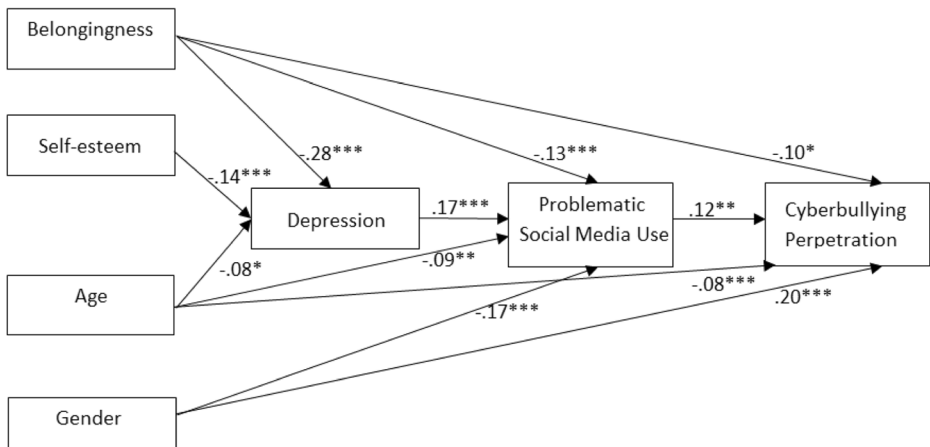 Belongingness
Self-esteem
-.28***
-.13***
-.10*
-.14***
Depression
.17***
Problematic
Social Media Use
.12**
Cyberbullying
Perpetration
-.08*
-.09**
Age
-.08***
-.17***
.20***
Gender